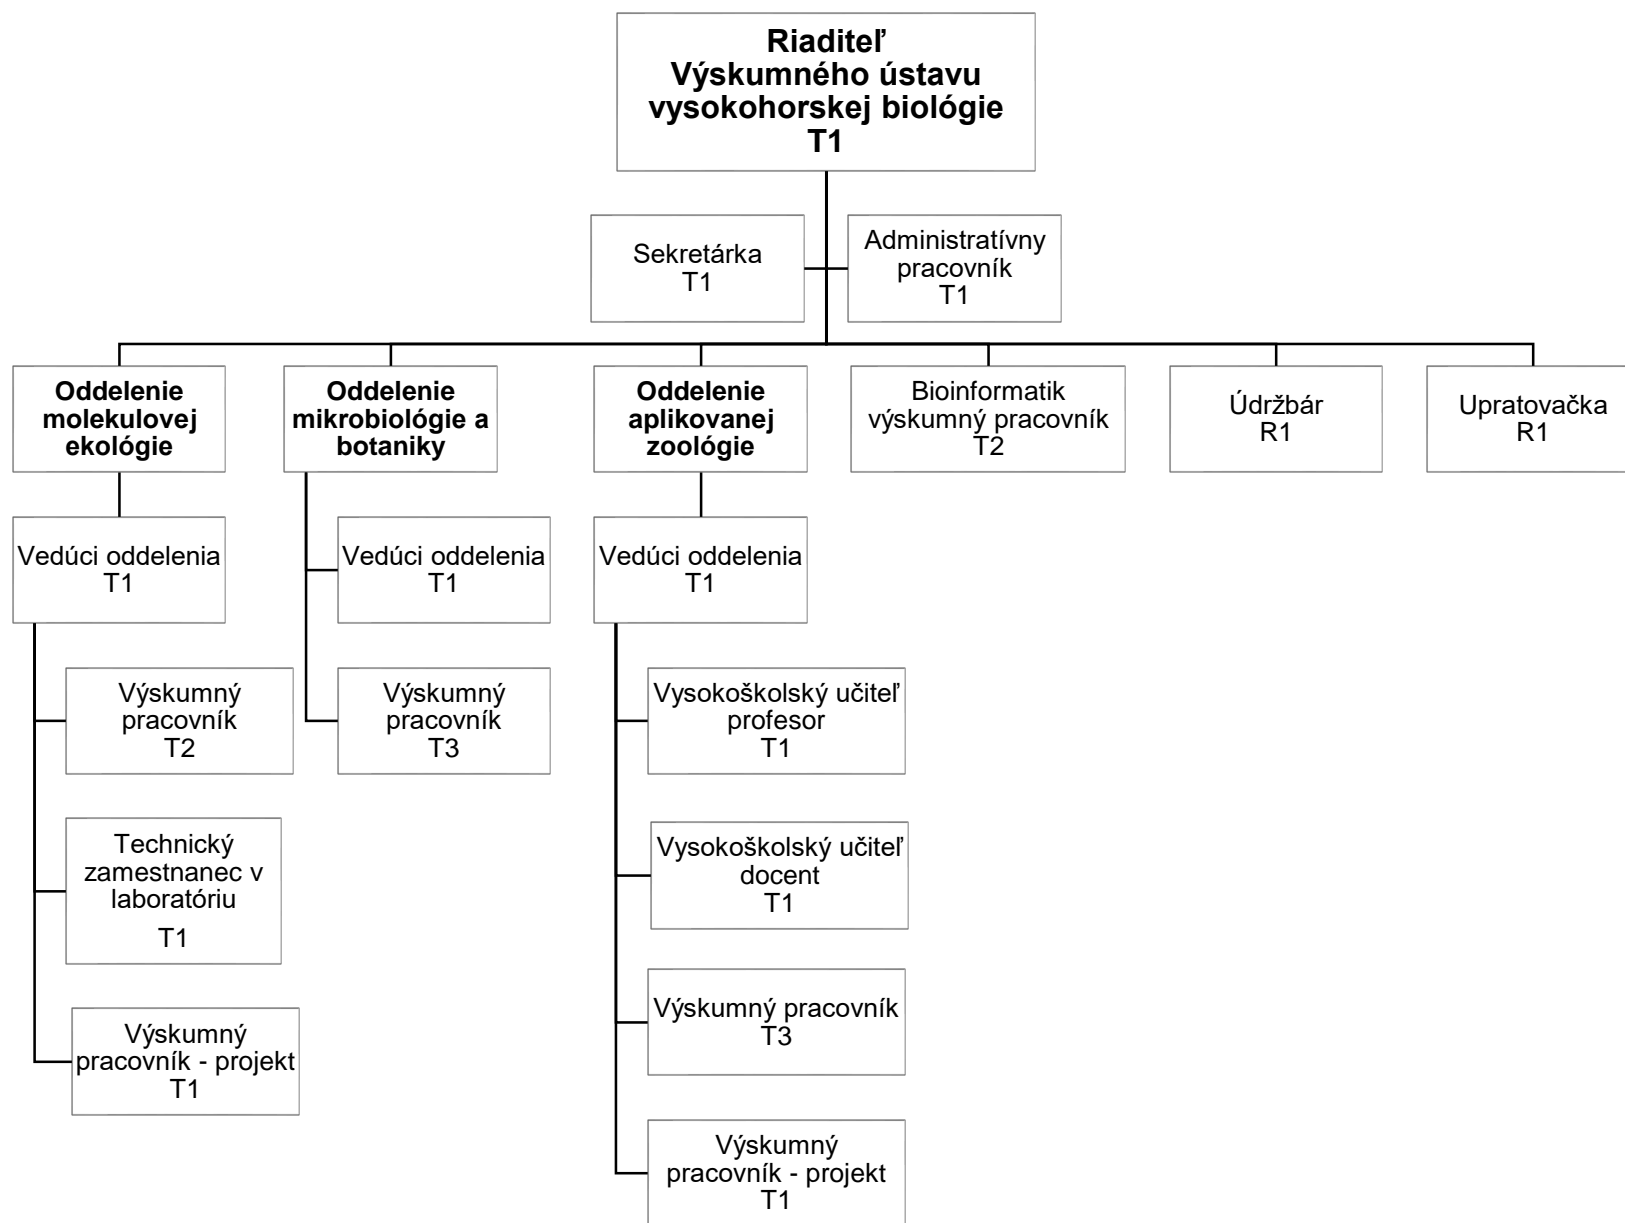 Riaditeľ
Výskumného ústavu
vysokohorskej biológie
T1
Sekretárka
T1
Administratívny
pracovník
T1
Oddelenie
molekulovej
ekológie
Oddelenie
mikrobiológie a
botaniky
Oddelenie
aplikovanej
zoológie
Bioinformatik
výskumný pracovník
T2
Údržbár
R1
Upratovačka
R1
Vedúci oddelenia
T1
Vedúci oddelenia
T1
Vedúci oddelenia
T1
Výskumný
pracovník
T2
Výskumný
pracovník
T3
Vysokoškolský učiteľ
profesor
T1
Technický
zamestnanec v
laboratóriu
T1
Vysokoškolský učiteľ
docent
T1
Výskumný
pracovník - projekt
T1
Výskumný pracovník
T3
Výskumný
pracovník - projekt
T1